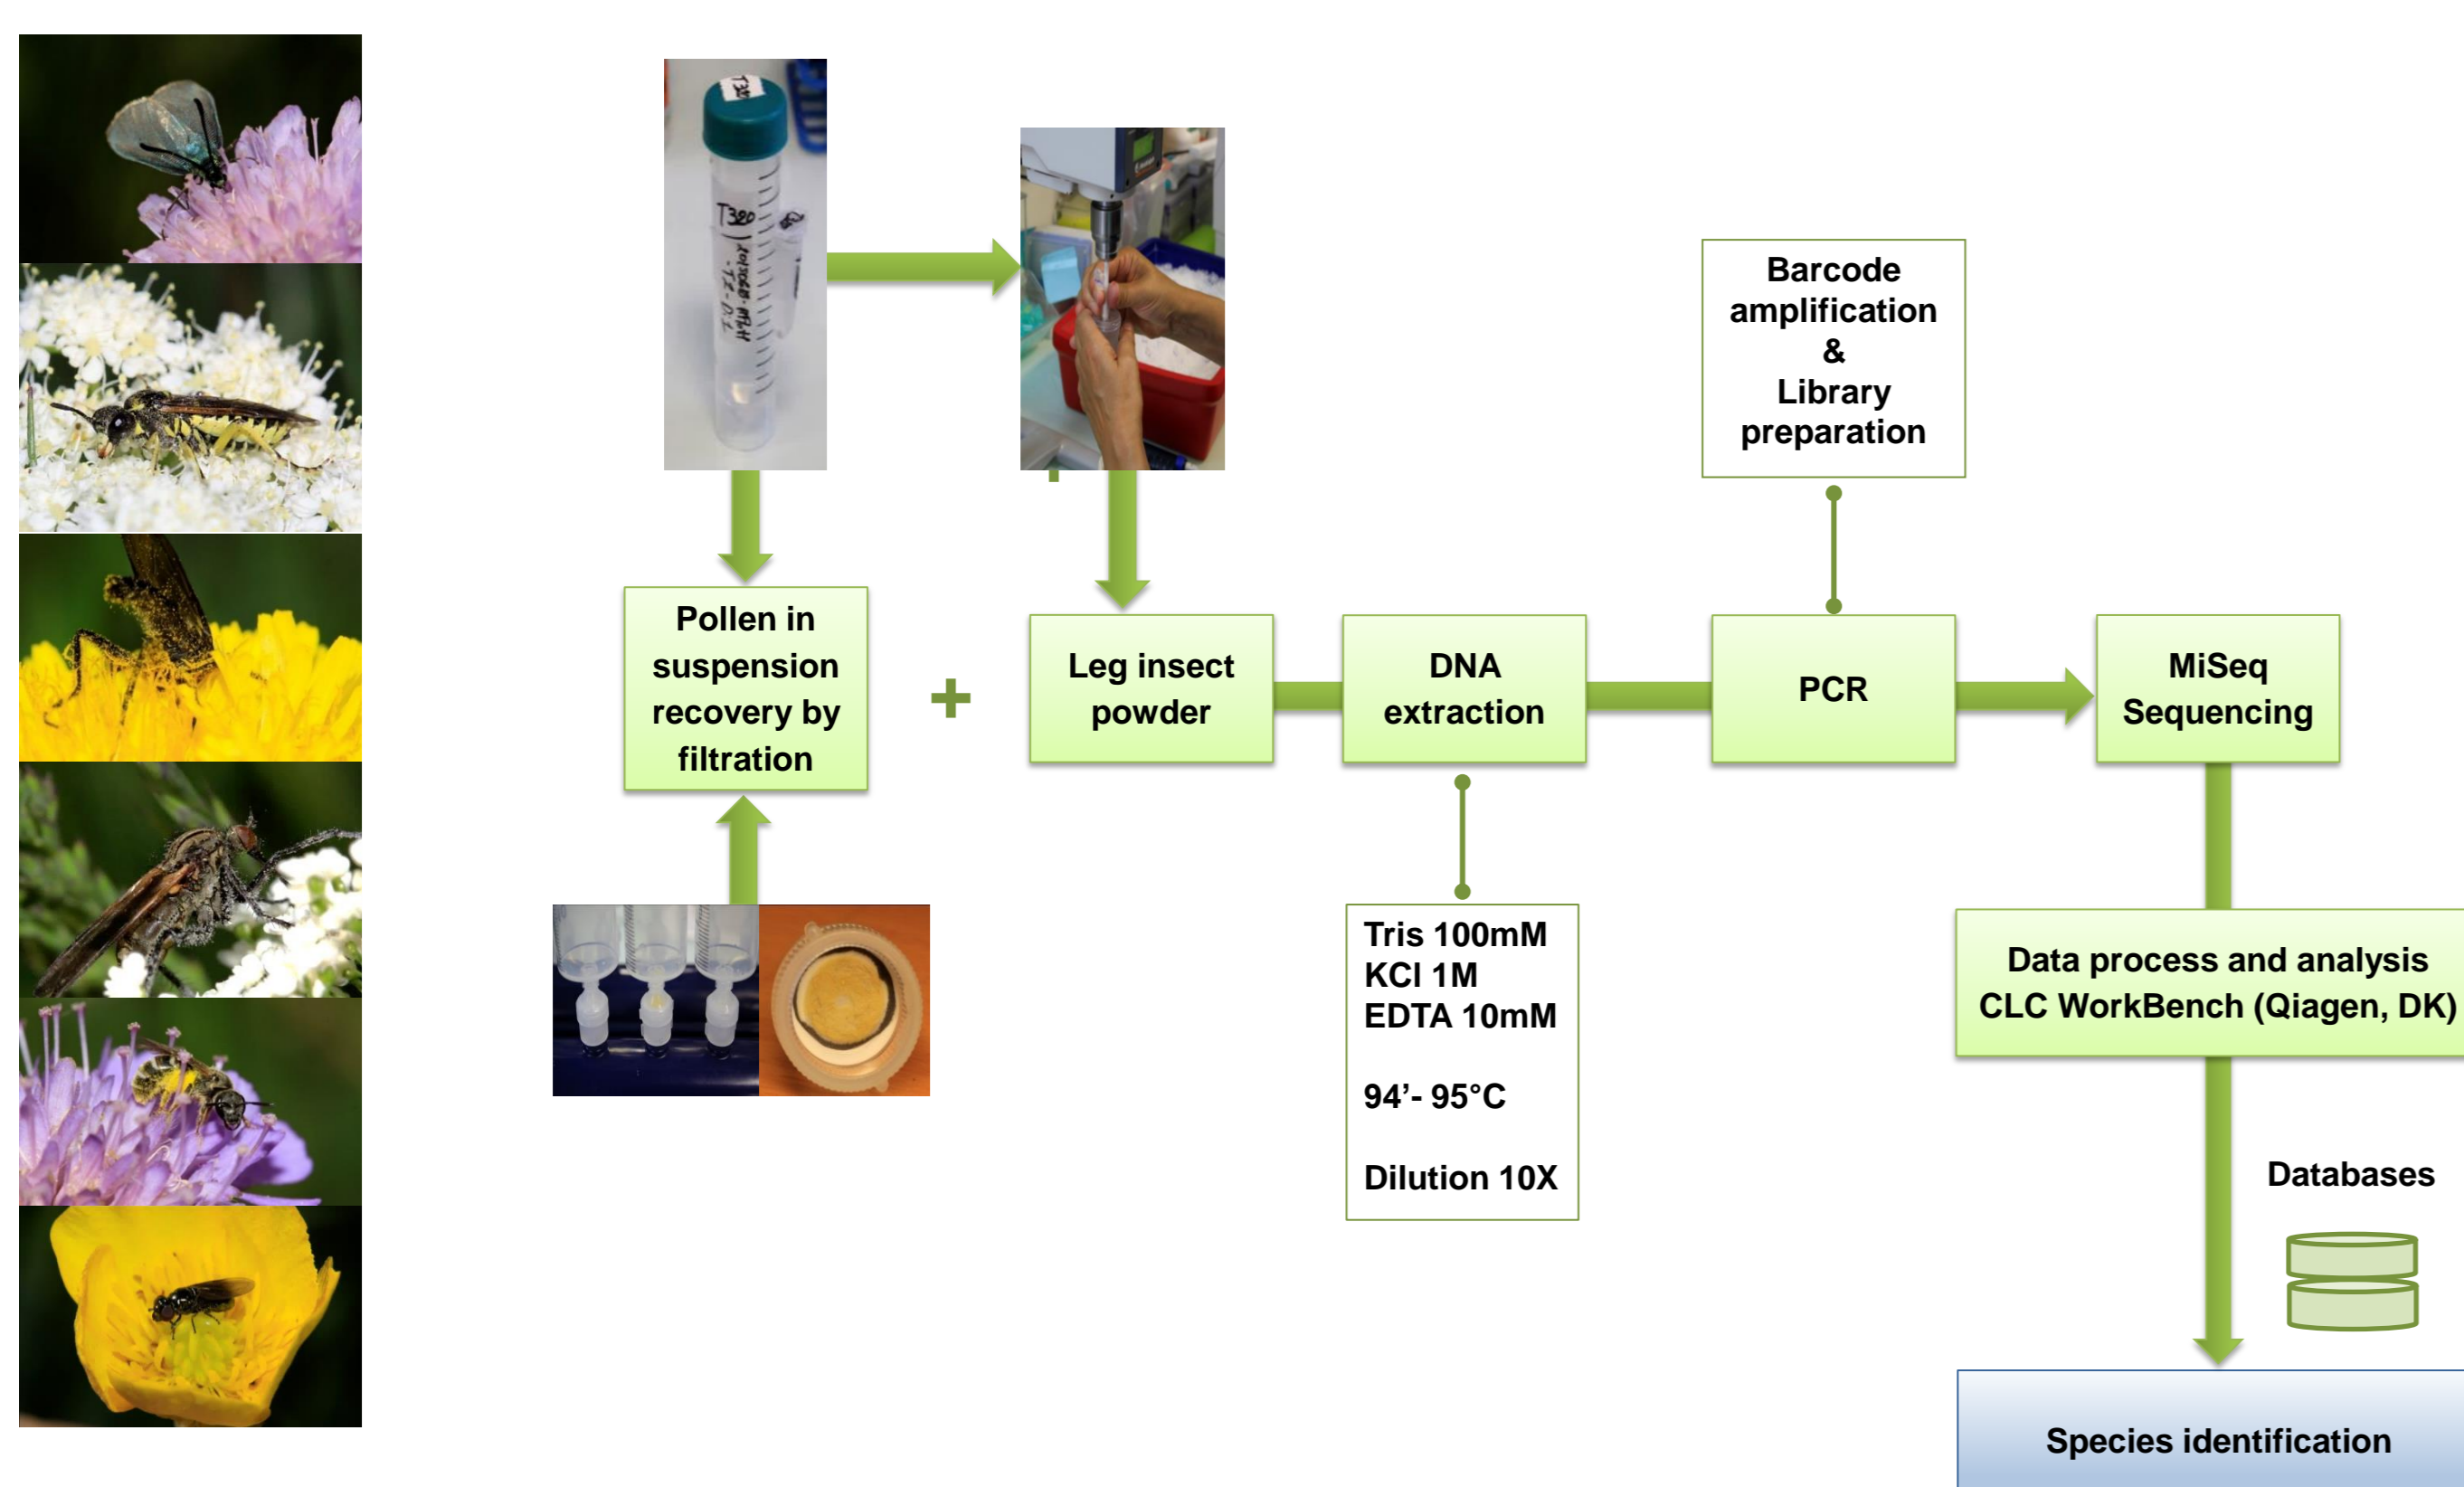 T320
Pollen in
suspension
recovery by
filtration
+
Leg insect
powder
DNA
extraction
Tris 100mM
KCl 1M
EDTA 10mM
94’- 95°C
Dilution 10X
Barcode
amplification
&
Library
preparation
PCR
MiSeq
Sequencing
Data process and analysis
CLC WorkBench (Qiagen, DK)
Databases
Species identification